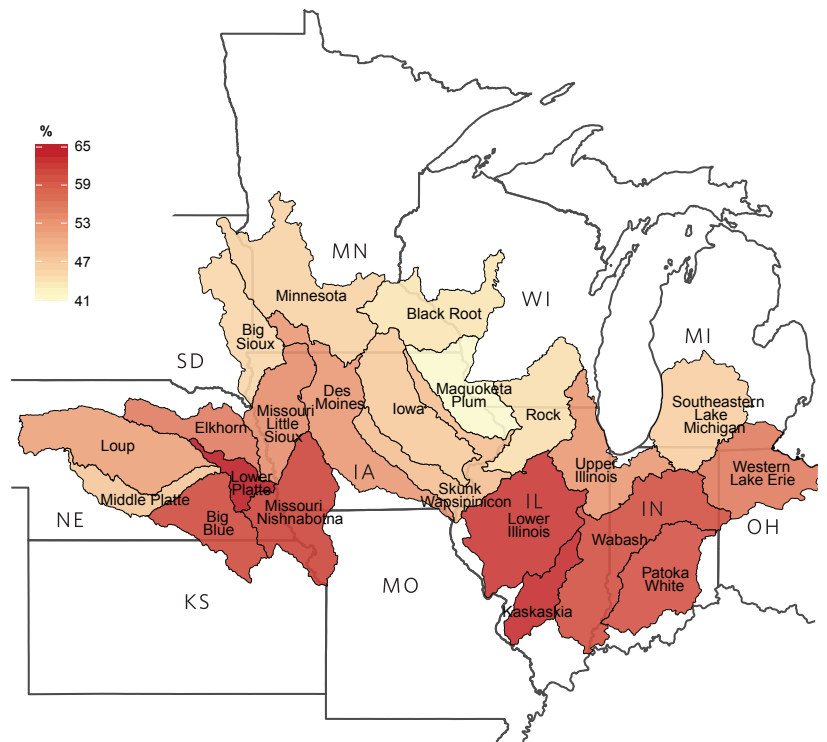 %
65
59
53
47
41
MN
WI
Minnesota
Black Root
Big
Sioux
MI
SD
Maquoketa
Plum
Des
Moines
Missouri
Little
Sioux
Iowa
Rock
Southeastern
Lake
Michigan
Elkhorn
Loup
IA
Upper
Illinois
Western
Lake Erie
Lower
Platte
Middle Platte
Skunk
Wapsipinicon
Missouri
Nishnabotna
IL
IN
Lower
Illinois
NE
Big
Blue
OH
Wabash
Patoka
White
MO
KS
Kaskaskia